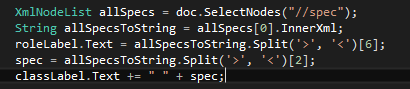 XmlNodeList allSpecs = doc.SelectNodes("//spec");
String allSpecsToString = allSpecs[0].InnerXml;
roleLabel.Text = allSpecsToString.Split('>', '<')[6];
spec = allSpecsToString.Split('>', '<')[2];
classLabel.Text += " " + spec;